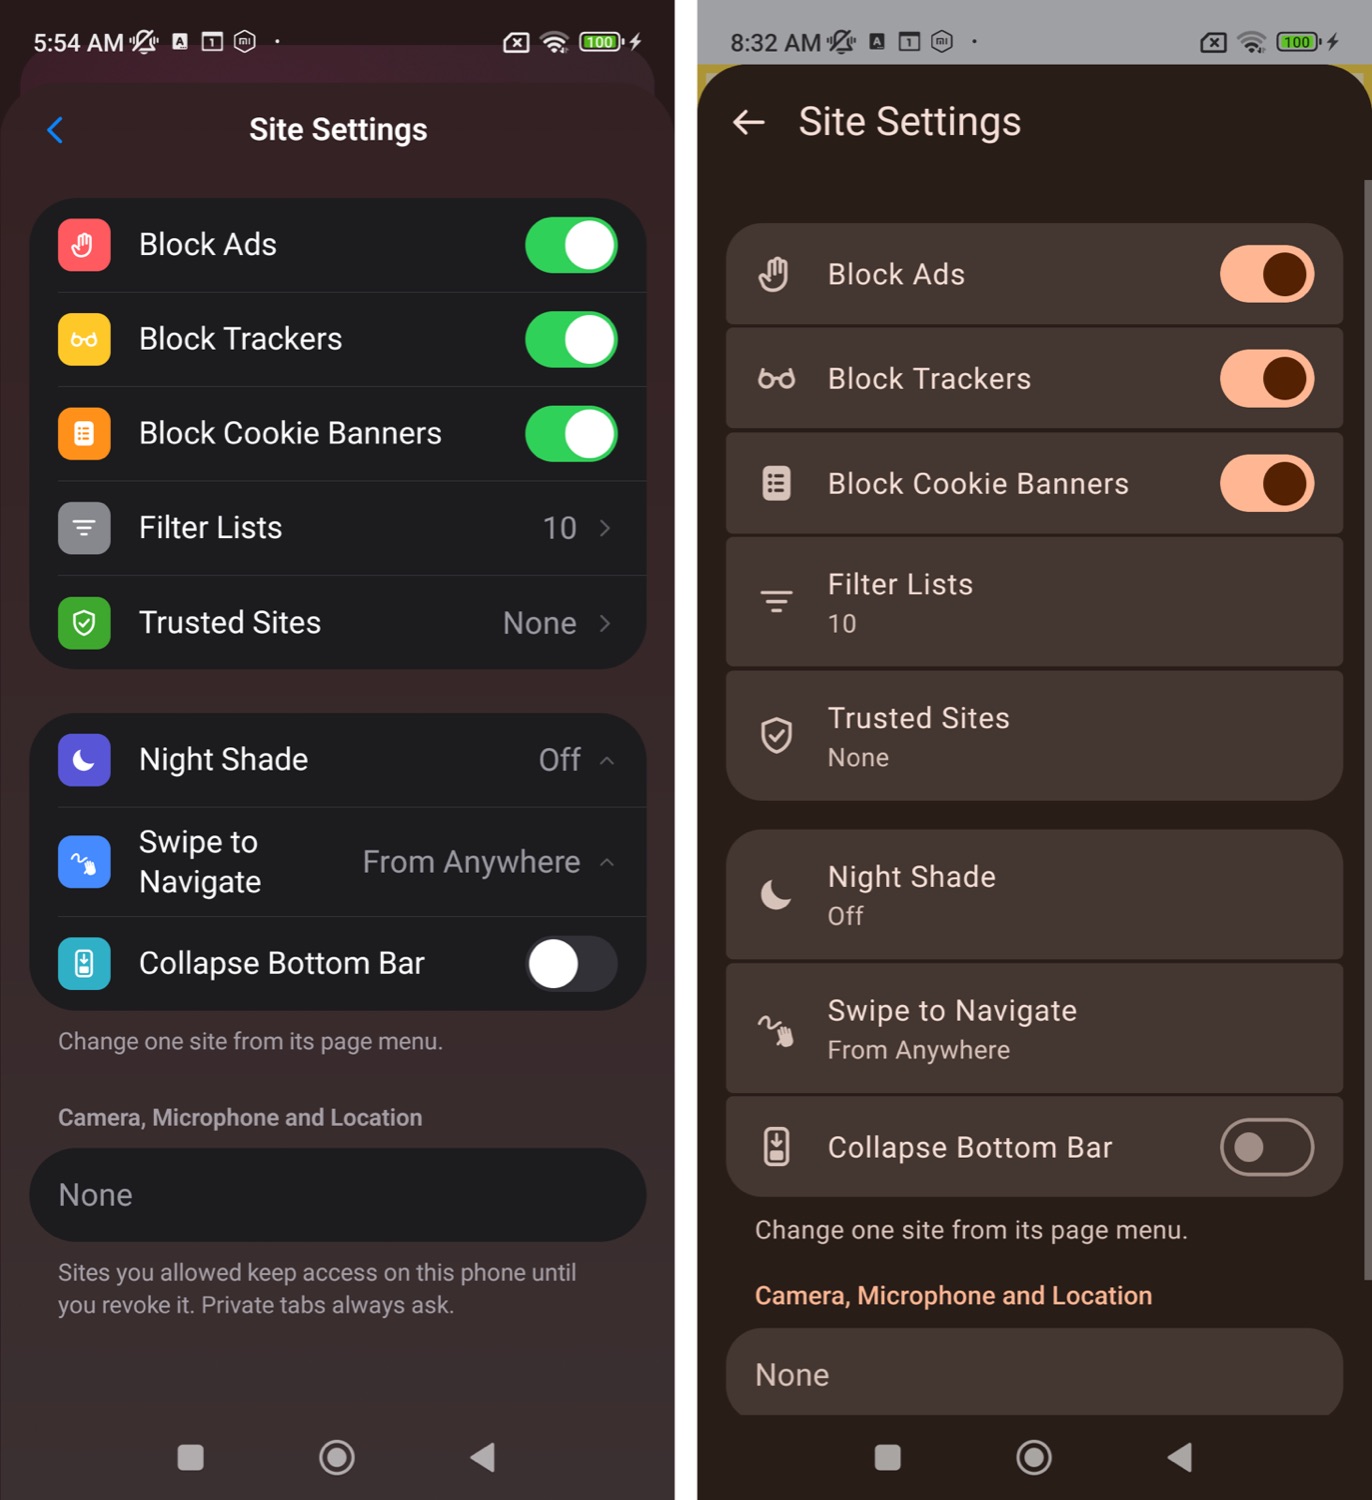 5:54 AM
100
Site Settings
Block Ads
Block Trackers
Block Cookie Banners
Filter Lists 10
Trusted Sites None
Night Shade Off
Swipe to
Navigate
From Anywhere
Collapse Bottom Bar
Change one site from its page menu.
Camera, Microphone and Location
None
Sites you allowed keep access on this phone until
you revoke it. Private tabs always ask.
8:32 AM
100
Site Settings
Block Ads
Block Trackers
Block Cookie Banners
Filter Lists
10
Trusted Sites
None
Night Shade
Off
Swipe to Navigate
From Anywhere
Collapse Bottom Bar
Change one site from its page menu.
Camera, Microphone and Location
None